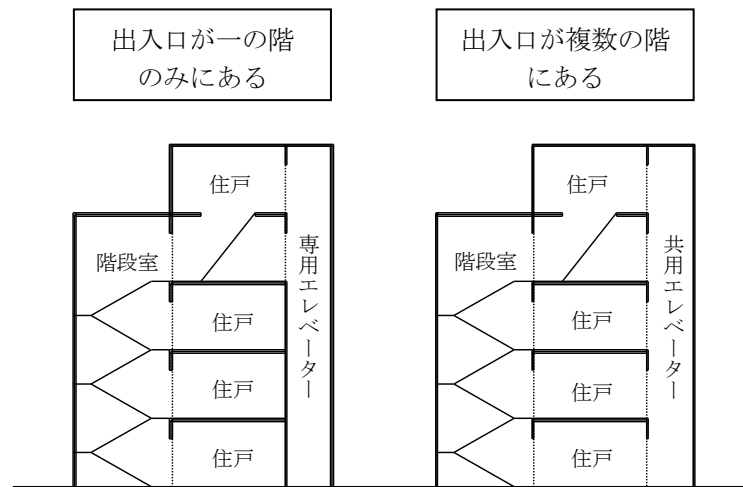 出入口が一の階
のみにある
住戸
階段室
専用エレベーター
住戸
住戸
住戸
出入口が複数の階
にある
住戸
階段室
共用エレベーター
住戸
住戸
住戸